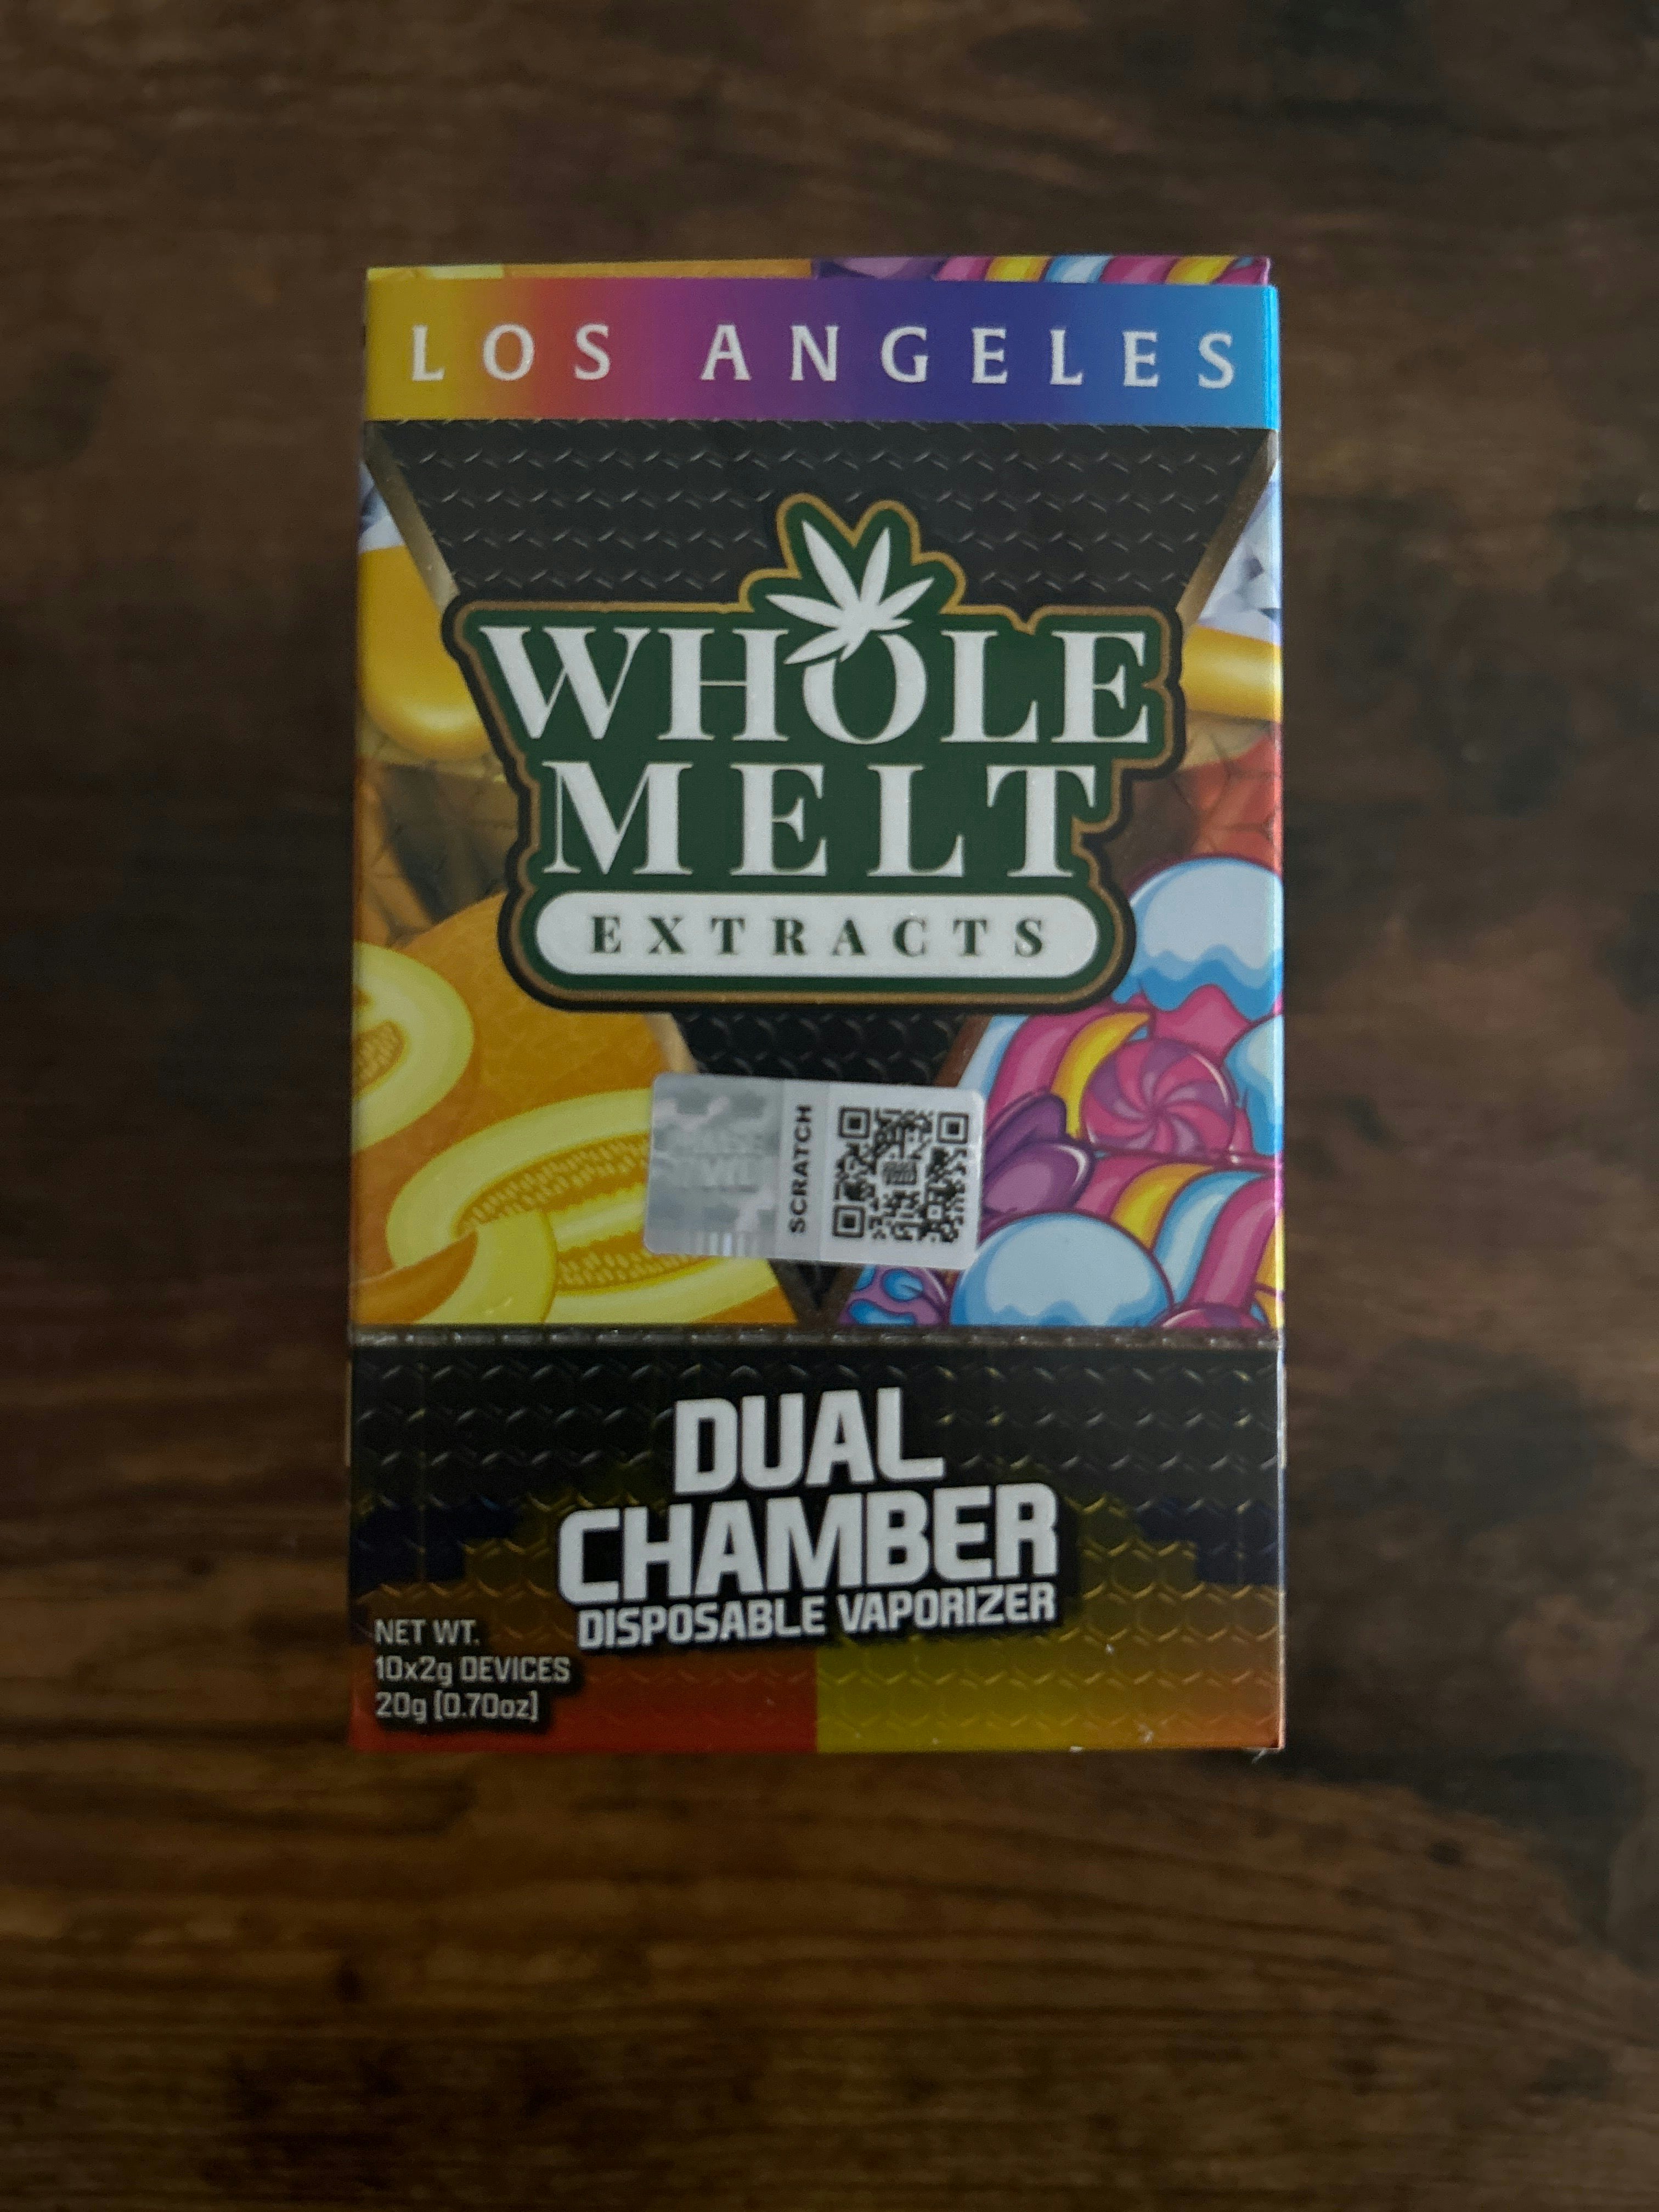 LOS ANGELES
WHOLE
MELT
EXTRACTS
SCRATCH
DUAL
CHAMBER
DISPOSABLE VAPORIZER
NET WT.
10x2g DEVICES
20g [0.70oz]